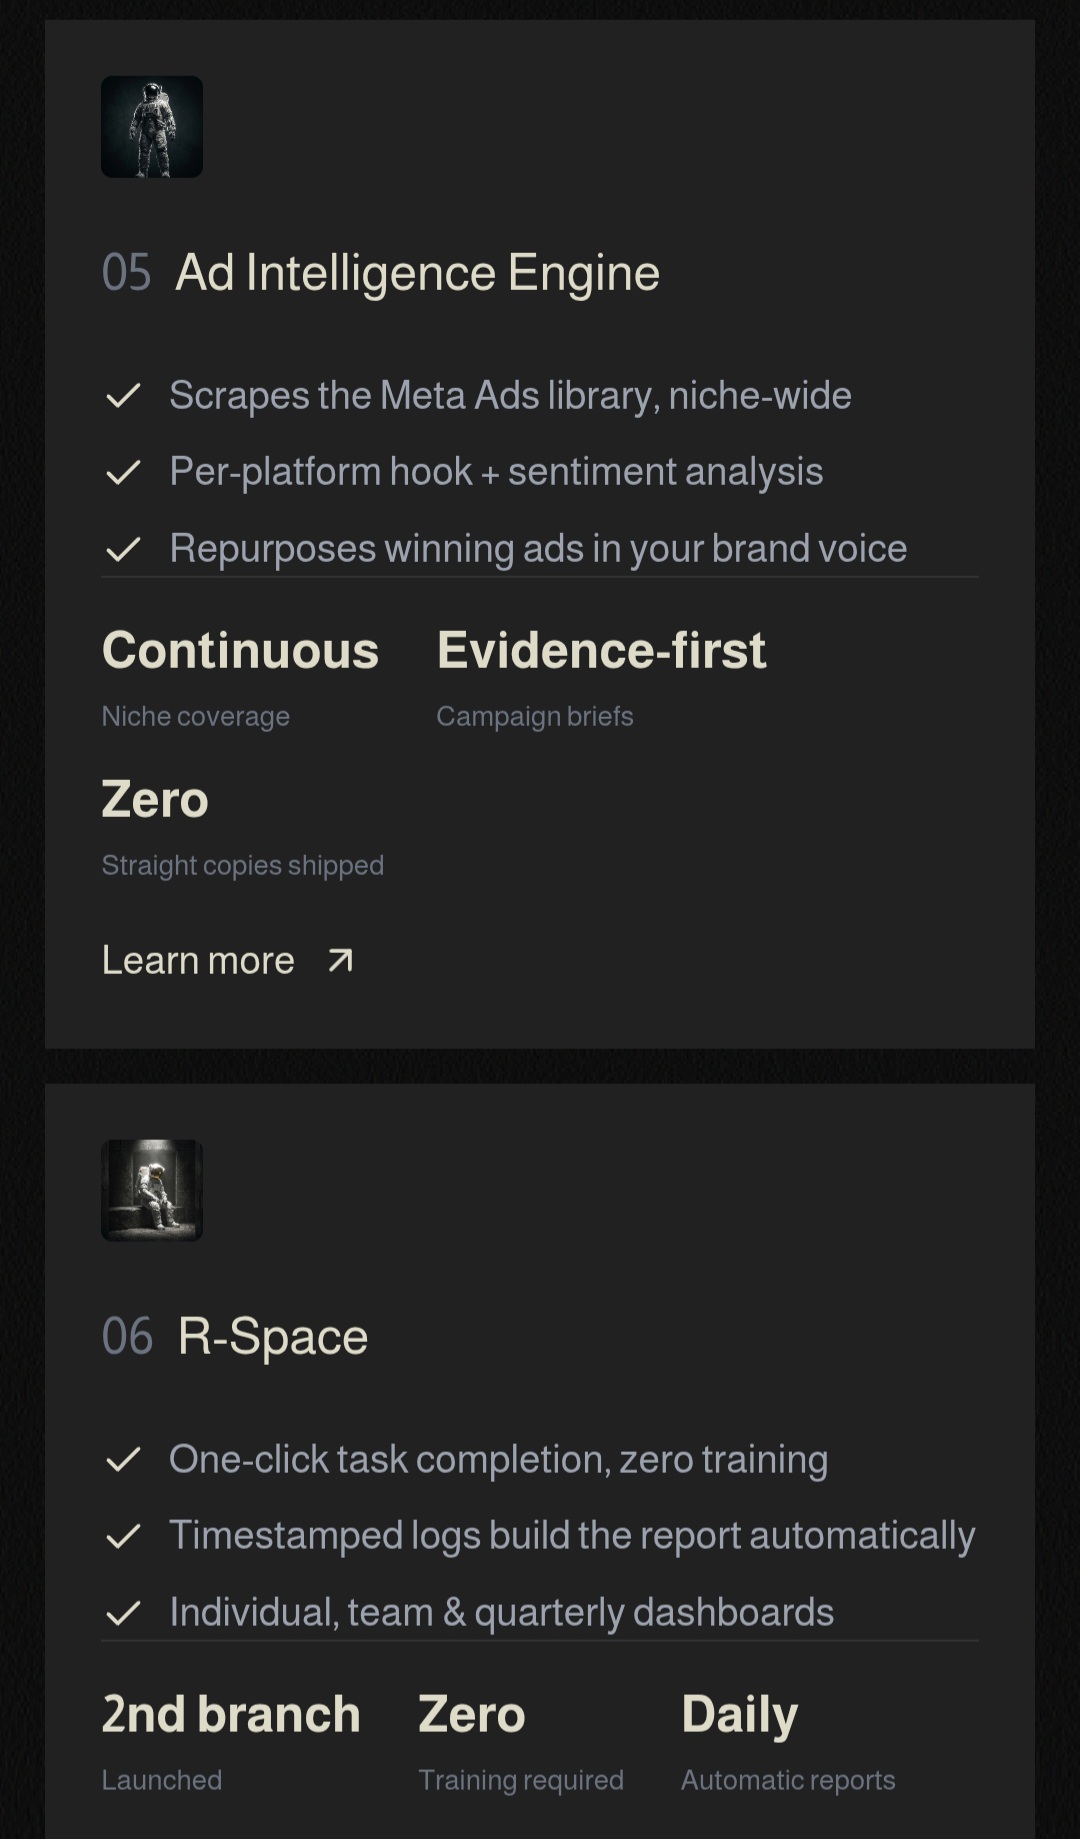 05 Ad Intelligence Engine
Scrapes the Meta Ads library, niche-wide
Per-platform hook + sentiment analysis
Repurposes winning ads in your brand voice
Continuous Evidence-first
Niche coverage Campaign briefs
Zero
Straight copies shipped
Learn more
06 R-Space
One-click task completion, zero training
Timestamped logs build the report automatically
Individual, team & quarterly dashboards
2nd branch Zero Daily
Launched Training required Automatic reports